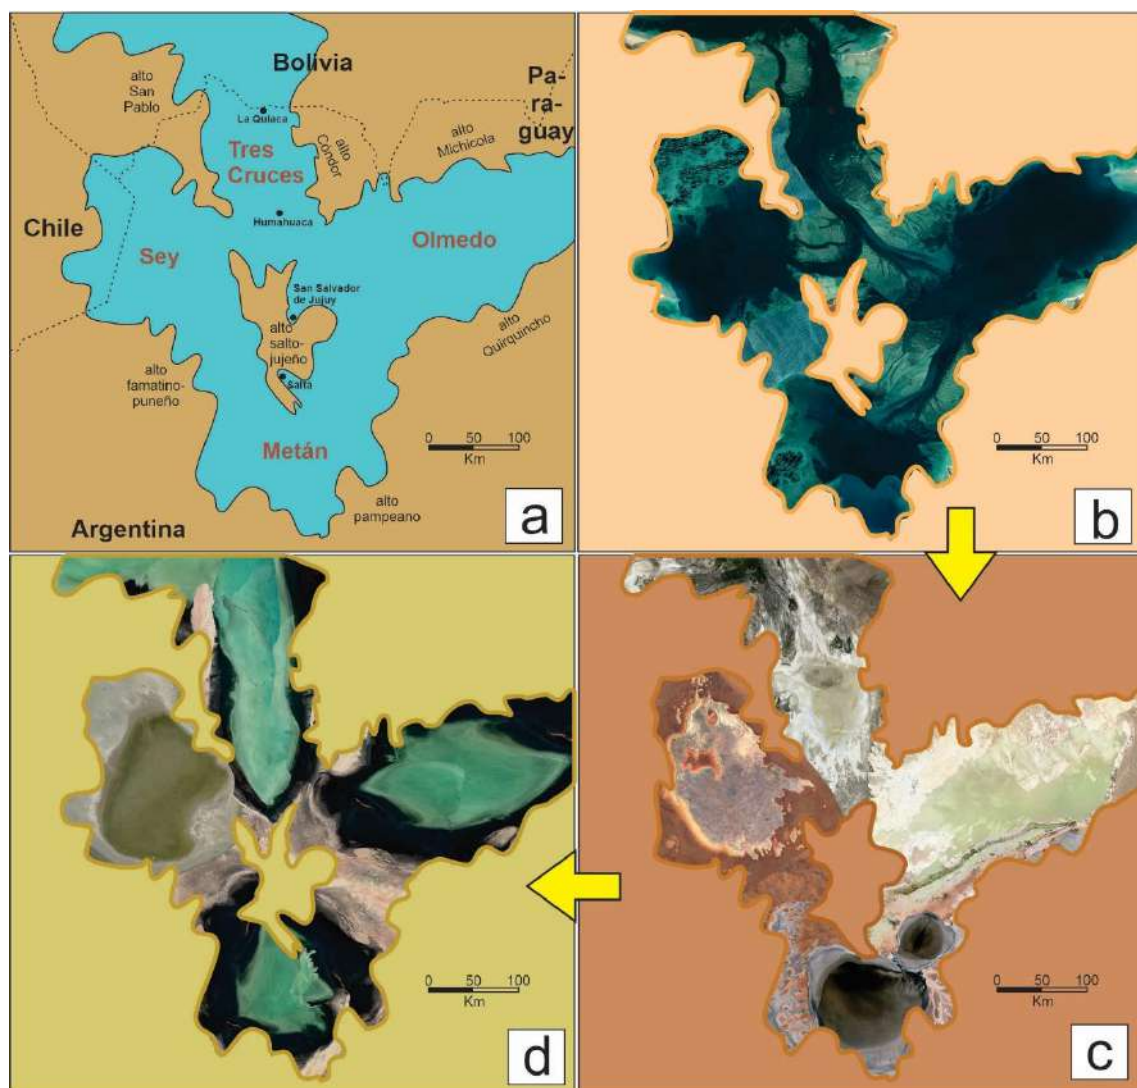 Bolivia
alto
San
Pablo
Pa-
ra-
guay
La Quiaca
alto
Cóndor
alto
Michicola
Tres
Cruces
Chile
Humahuaca
Sey
Olmedo
San Salvador
de Jujuy
alto
salto-
jujeño
alto
Quirquincho
alto
famatino-
puneño
Salta
Metán
0 50 100
Km
alto
pampeano
Argentina
a
0 50 100
Km
b
0 50 100
Km
d
0 50 100
Km
c